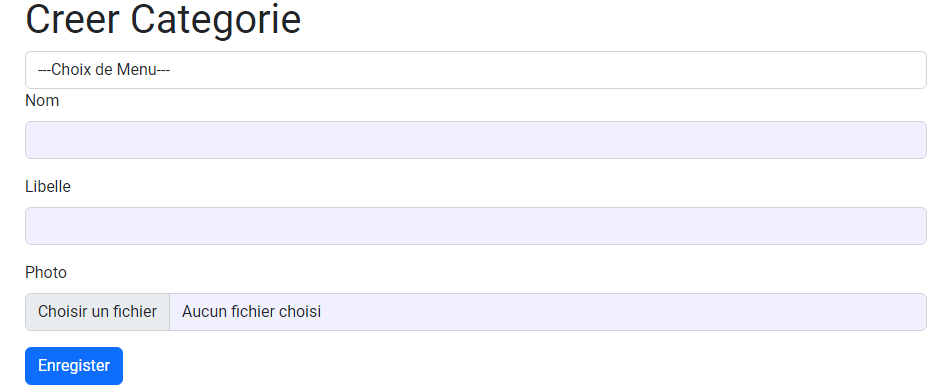 Creer Categorie
---Choix de Menu---
Nom
Libelle
Photo
Choisir un fichier Aucun fichier choisi
Enregister